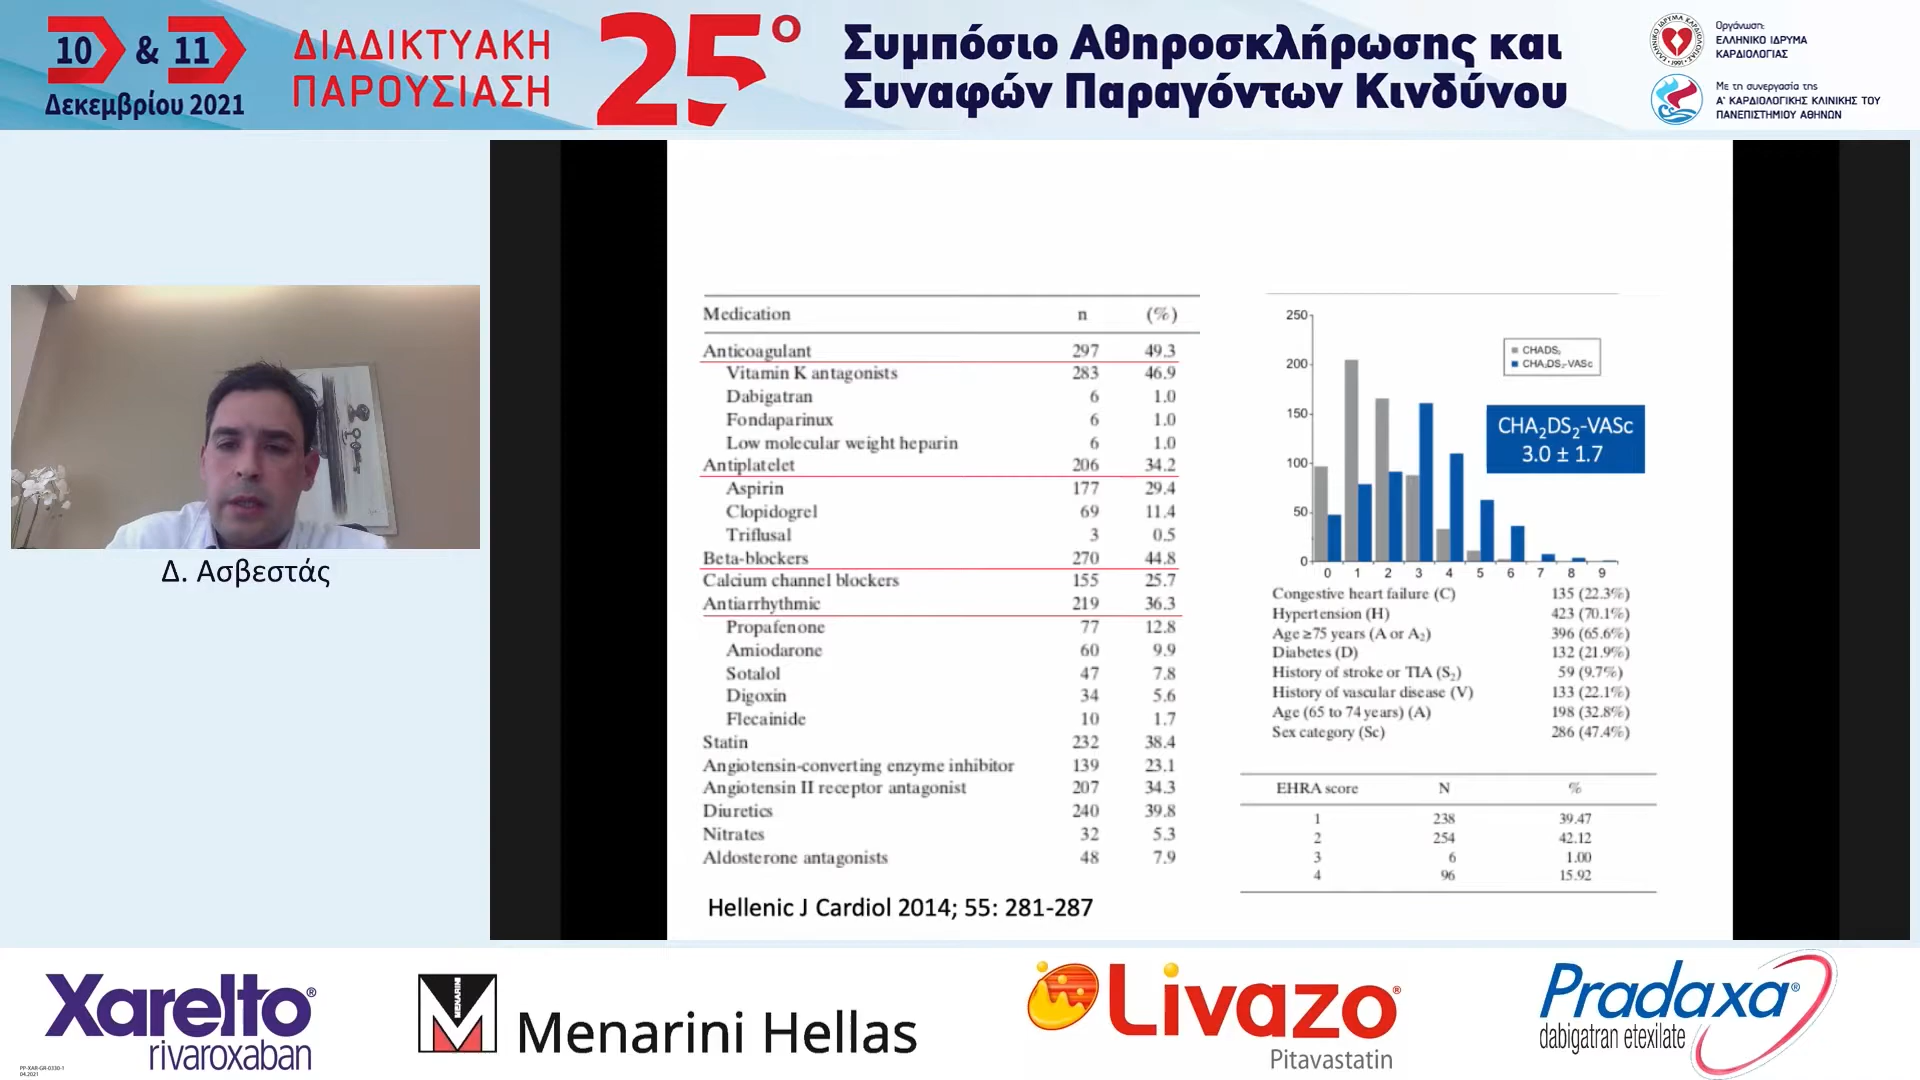 10 & 11
Δεκεμβρίου 2021
ΔΙΑΔΙΚΤΥΑΚΗ
ΠΑΡΟΥΣΙΑΣΗ
25ο
Συμπόσιο Αθηροσκλήρωσης και
Συναφών Παραγόντων Κινδύνου
Οργάνωση:
ΕΛΛΗΝΙΚΟ ΙΔΡΥΜΑ
ΚΑΡΔΙΟΛΟΓΙΑΣ
Με τη συνεργασία της
Α' ΚΑΡΔΙΟΛΟΓΙΚΗΣ ΚΛΙΝΙΚΗΣ ΤΟΥ
ΠΑΝΕΠΙΣΤΗΜΙΟΥ ΑΘΗΝΩΝ
Δ. Ασβεστάς
Medication n (%)
Anticoagulant 297 49.3
Vitamin K antagonists 283 46.9
Dabigatran 6 1.0
Fondaparinux 6 1.0
Low molecular weight heparin 6 1.0
Antiplatelet 206 34.2
Aspirin 177 29.4
Clopidogrel 69 11.4
Triflusal 3 0.5
Beta-blockers 270 44.8
Calcium channel blockers 155 25.7
Antiarrhythmic 219 36.3
Propafenone 77 12.8
Amiodarone 60 9.9
Sotalol 47 7.8
Digoxin 34 5.6
Flecainide 10 1.7
Statin 232 38.4
Angiotensin-converting enzyme inhibitor 139 23.1
Angiotensin II receptor antagonist 207 34.3
Diuretics 240 39.8
Nitrates 32 5.3
Aldosterone antagonists 48 7.9
Hellenic J Cardiol 2014; 55: 281-287
250
200
150
100
50
0
0 1 2 3 4 5 6 7 8 9
CHADS₂
CHA₂DS₂-VASc
CHA₂DS₂-VASc
3.0 ± 1.7
Congestive heart failure (C) 135 (22.3%)
Hypertension (H) 423 (70.1%)
Age ≥75 years (A or A₂) 396 (65.6%)
Diabetes (D) 132 (21.9%)
History of stroke or TIA (S₂) 59 (9.7%)
History of vascular disease (V) 133 (22.1%)
Age (65 to 74 years) (A) 198 (32.8%)
Sex category (Sc) 286 (47.4%)
EHRA score N %
1 238 39.47
2 254 42.12
3 6 1.00
4 96 15.92
Xarelto®
rivaroxaban
PP-XAR-GR-0330-1
04.2021
MENARINI
Menarini Hellas
Livazo®
Pitavastatin
Pradaxa®
dabigatran etexilate